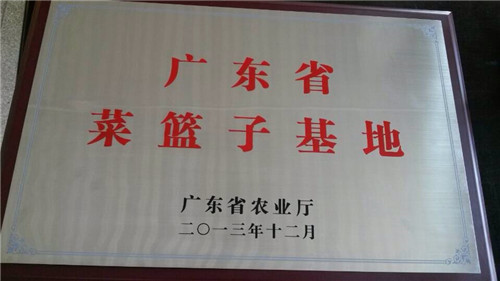 广东省
菜篮子基地
广东省农业厅
二〇一三年十二月